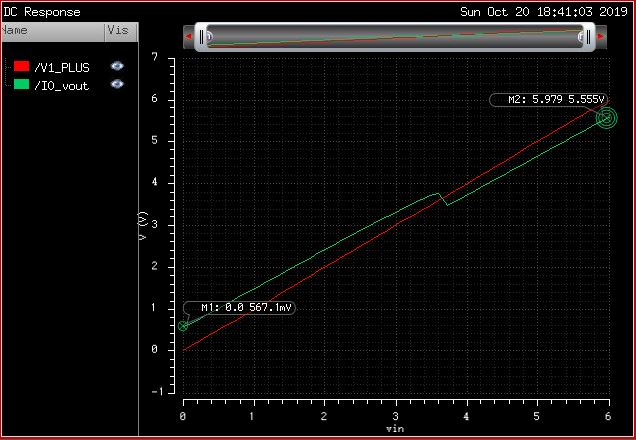 DC Response
Sun Oct 20 18:41:03 2019
Name Vis
/V1_PLUS
/I0_vout
7
6
M2: 5.979 5.555V
5
4
V (V)
3
2
1
M1: 0.0 567.1mV
0
-1
0 1 2 3 4 5 6
vin